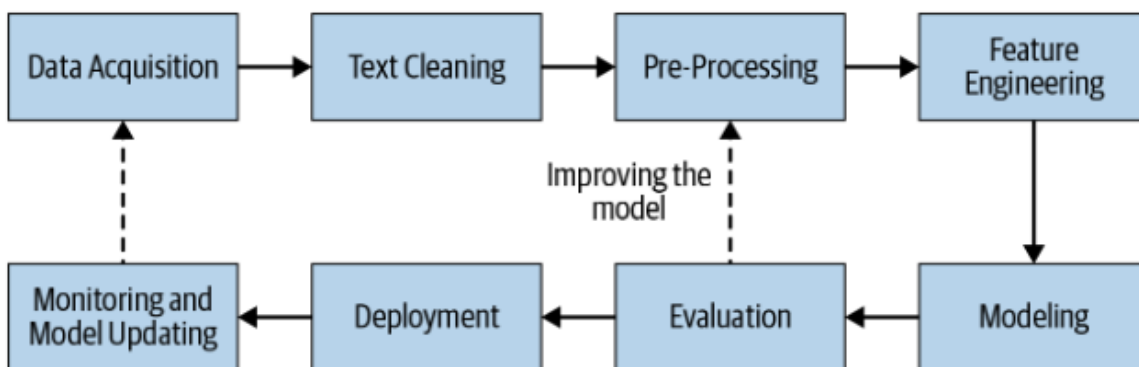 Data Acquisition
Text Cleaning
Pre-Processing
Feature
Engineering
Improving the
model
Monitoring and
Model Updating
Deployment
Evaluation
Modeling